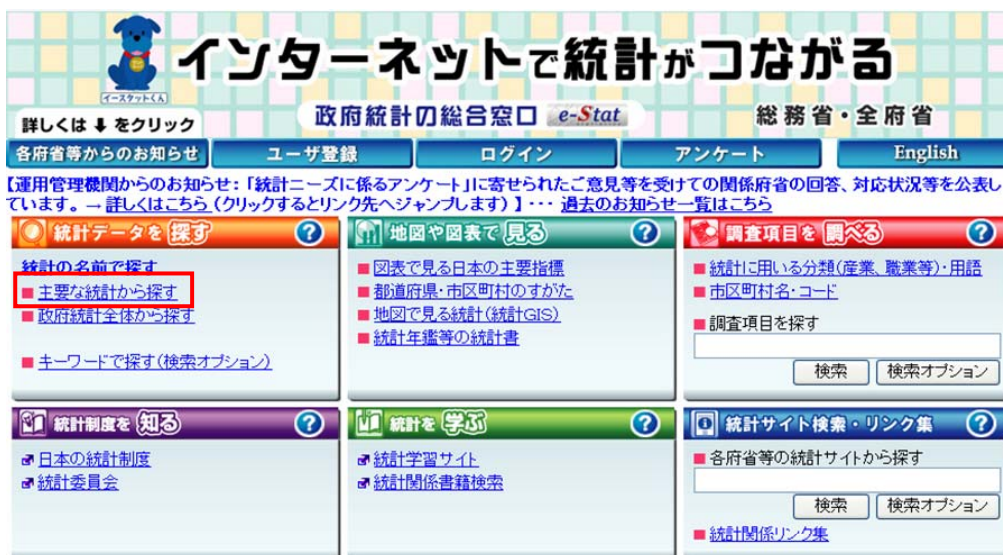 インターネットで統計がつながる
イースタットくん
詳しくは⬇をクリック
政府統計の総合窓口 e-Stat
総務省・全府省
各府省等からのお知らせ ユーザ登録 ログイン アンケート English
【運用管理機関からのお知らせ:「統計ニーズに係るアンケート」に寄せられたご意見等を受けての関係府省の回答、対応状況等を公表し
ています。→詳しくはこちら(クリックするとリンク先へジャンプします)】・・・ 過去のお知らせ一覧はこちら
統計データを 探す ?
統計の名前で探す
主要な統計から探す
政府統計全体から探す
キーワードで探す(検索オプション)
地図や図表で 見る ?
図表で見る日本の主要指標
都道府県・市区町村のすがた
地図で見る統計(統計GIS)
統計年鑑等の統計書
調査項目を 調べる ?
統計に用いる分類(産業、職業等)・用語
市区町村名・コード
調査項目を探す
検索 検索オプション
統計制度を 知る ?
日本の統計制度
統計委員会
統計を 学ぶ ?
統計学習サイト
統計関係書籍検索
統計サイト検索・リンク集 ?
各府省等の統計サイトから探す
検索 検索オプション
統計関係リンク集